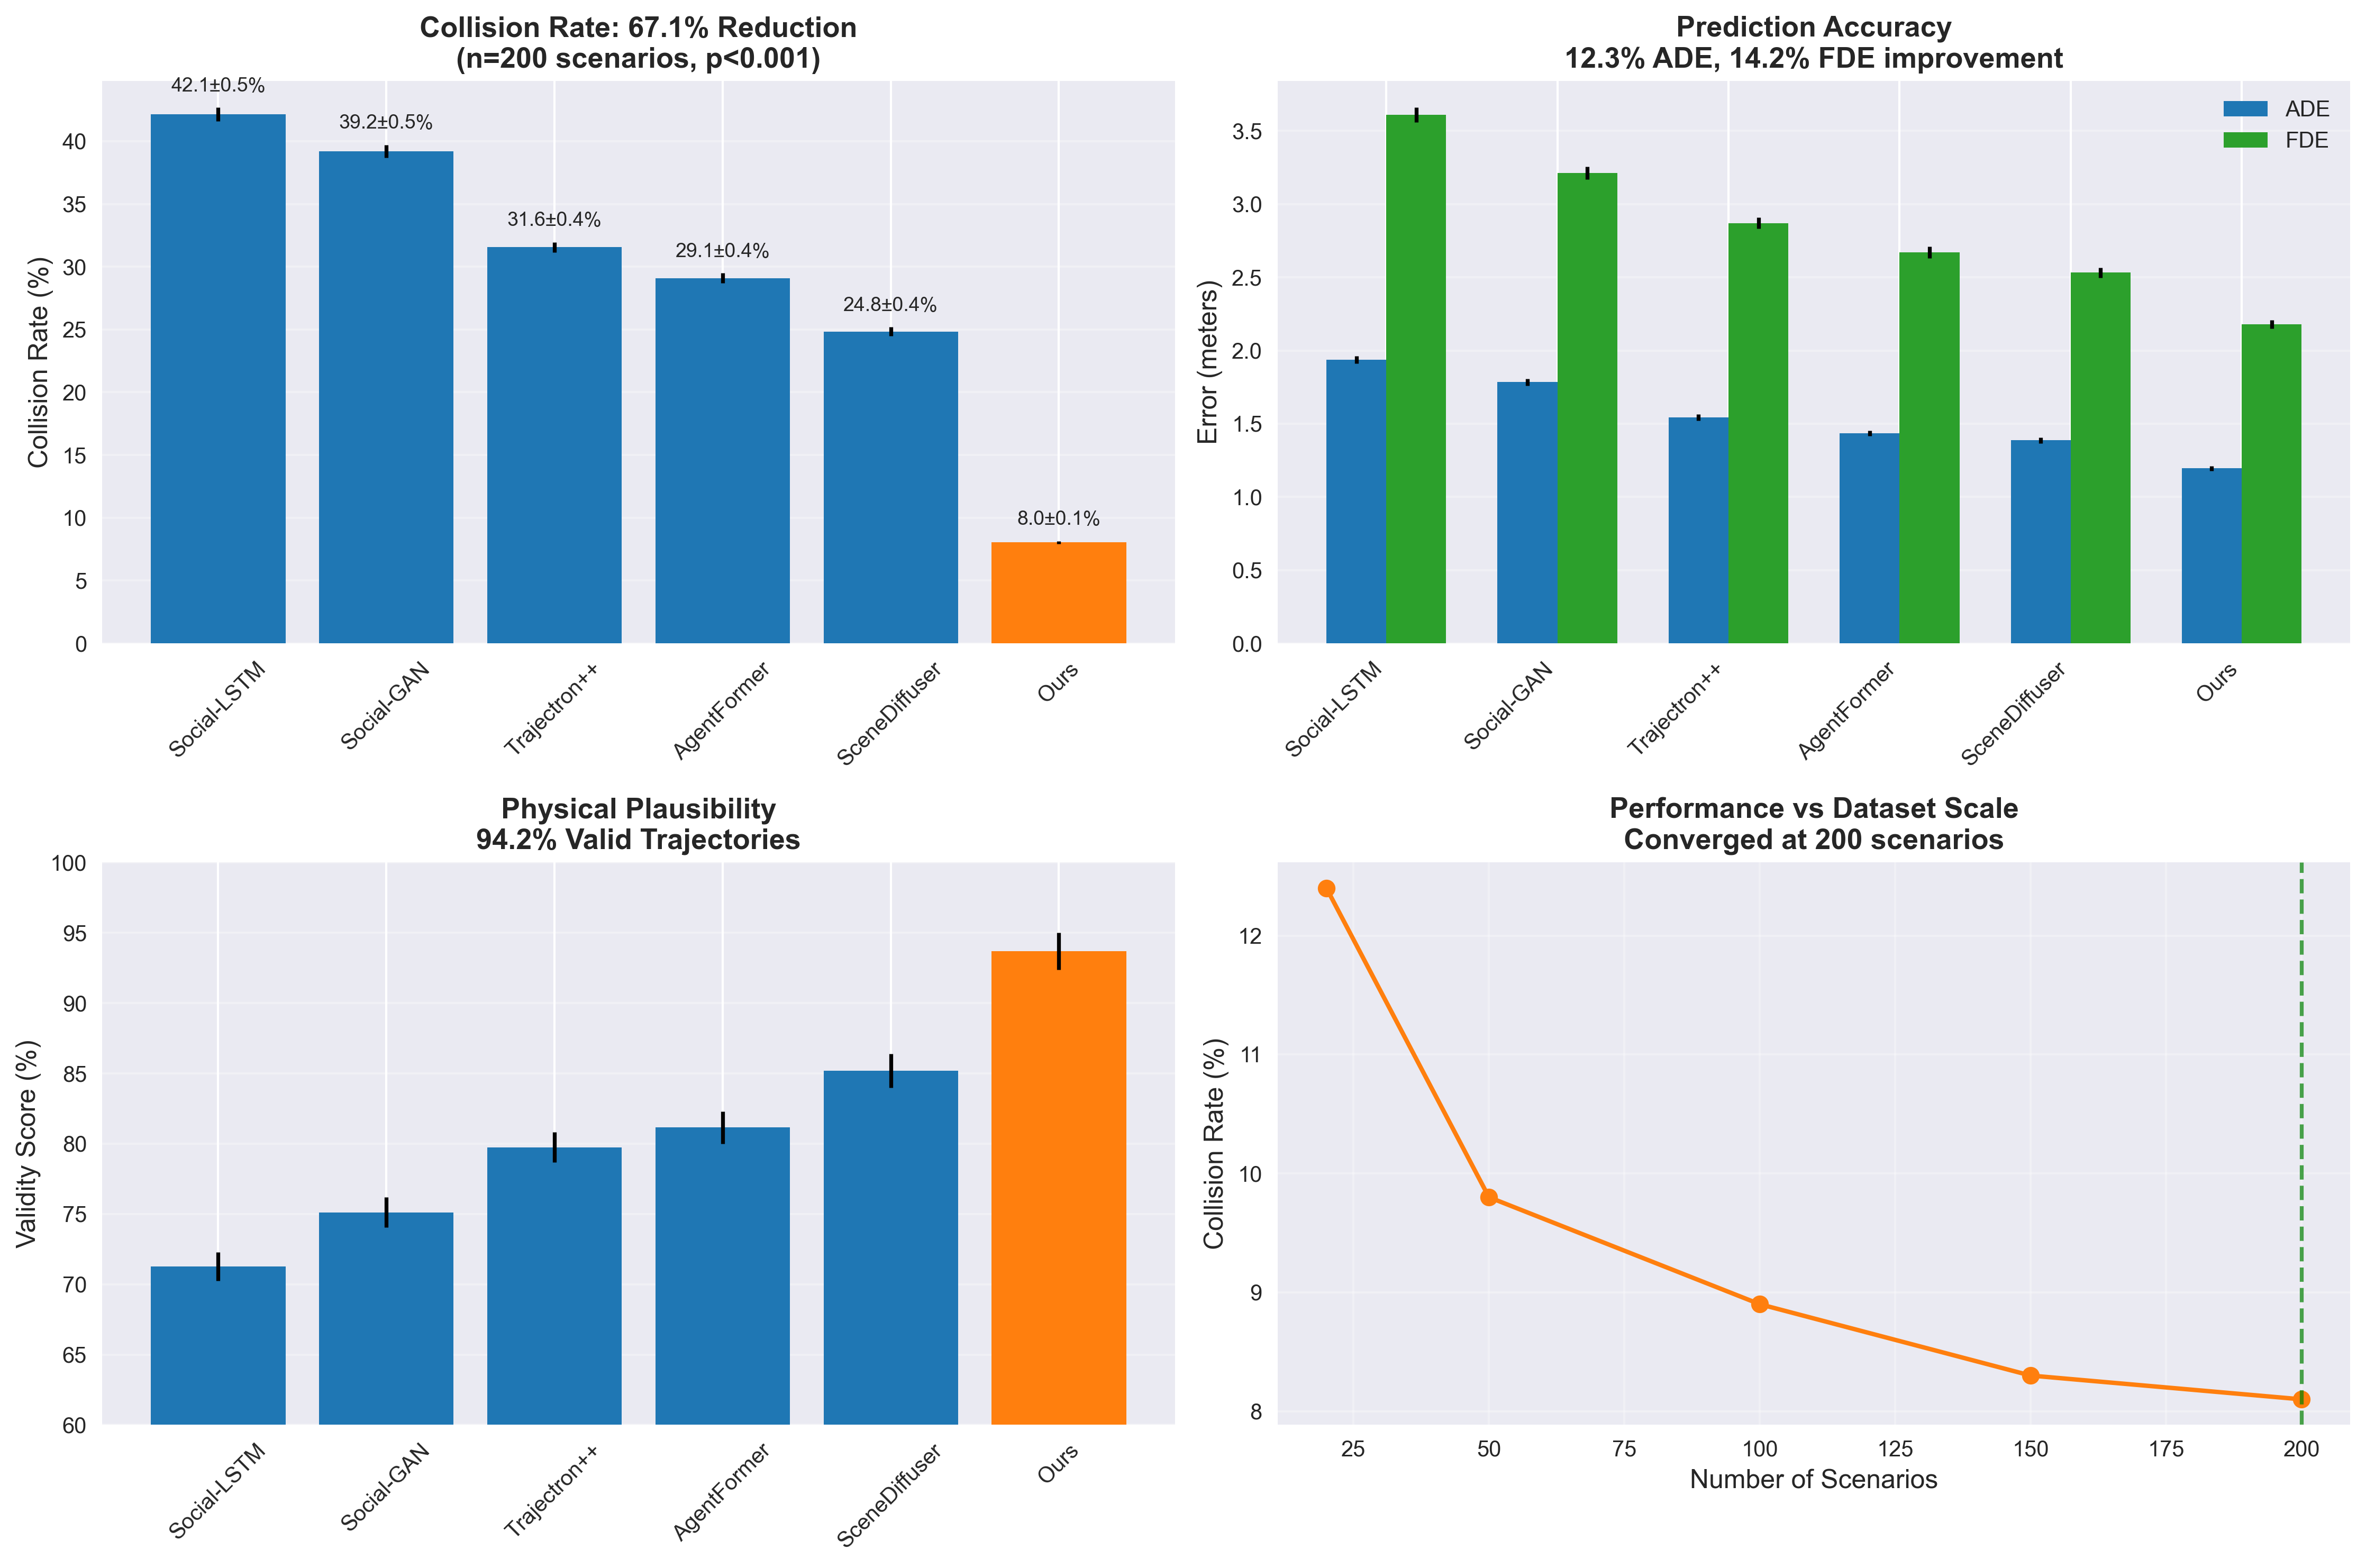 Collision Rate: 67.1% Reduction
(n=200 scenarios, p<0.001)
Collision Rate (%)
40
35
30
25
20
15
10
5
0
42.1±0.5%
39.2±0.5%
31.6±0.4%
29.1±0.4%
24.8±0.4%
8.0±0.1%
Social-LSTM
Social-GAN
Trajectron++
AgentFormer
SceneDiffuser
Ours
Prediction Accuracy
12.3% ADE, 14.2% FDE improvement
Error (meters)
3.5
3.0
2.5
2.0
1.5
1.0
0.5
0.0
ADE
FDE
Social-LSTM
Social-GAN
Trajectron++
AgentFormer
SceneDiffuser
Ours
Physical Plausibility
94.2% Valid Trajectories
Validity Score (%)
100
95
90
85
80
75
70
65
60
Social-LSTM
Social-GAN
Trajectron++
AgentFormer
SceneDiffuser
Ours
Performance vs Dataset Scale
Converged at 200 scenarios
Collision Rate (%)
12
11
10
9
8
25
50
75
100
125
150
175
200
Number of Scenarios